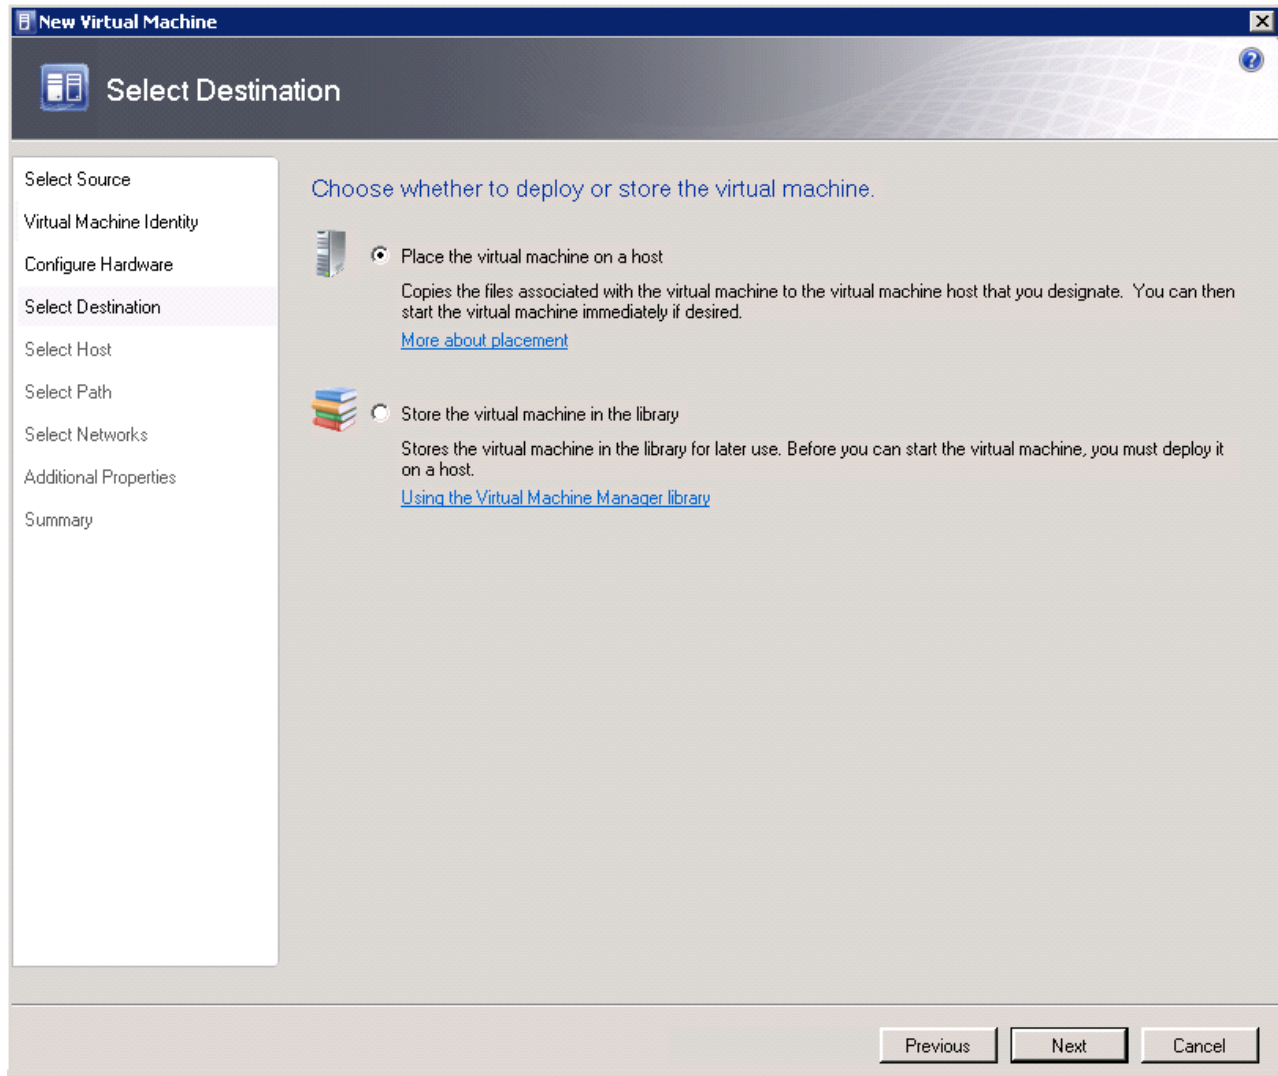 New Virtual Machine
Select Destination
Select Source
Virtual Machine Identity
Configure Hardware
Select Destination
Select Host
Select Path
Select Networks
Additional Properties
Summary
Choose whether to deploy or store the virtual machine.
Place the virtual machine on a host
Copies the files associated with the virtual machine to the virtual machine host that you designate. You can then
start the virtual machine immediately if desired.
More about placement
Store the virtual machine in the library
Stores the virtual machine in the library for later use. Before you can start the virtual machine, you must deploy it
on a host.
Using the Virtual Machine Manager library
Previous
Next
Cancel